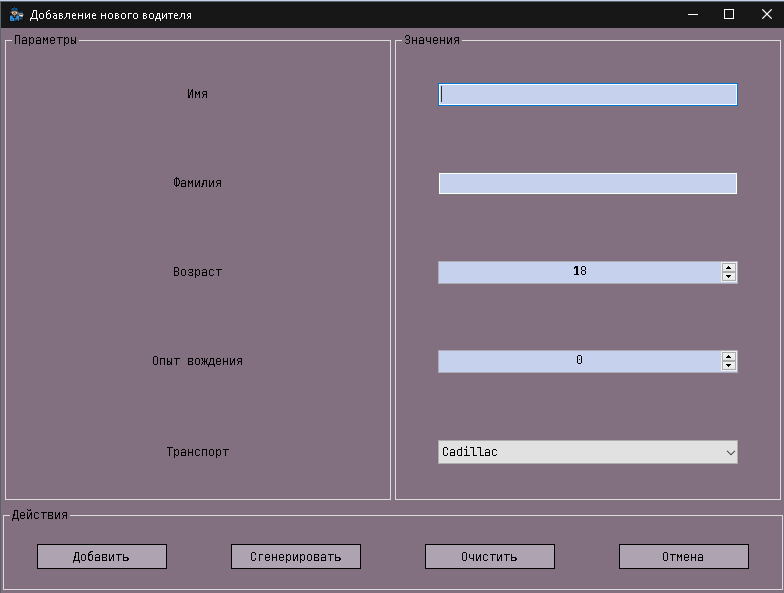 Добавление нового водителя
Параметры
Значения
Имя
Фамилия
Возраст
18
Опыт вождения
0
Транспорт
Cadillac
Действия
Добавить
Сгенерировать
Очистить
Отмена